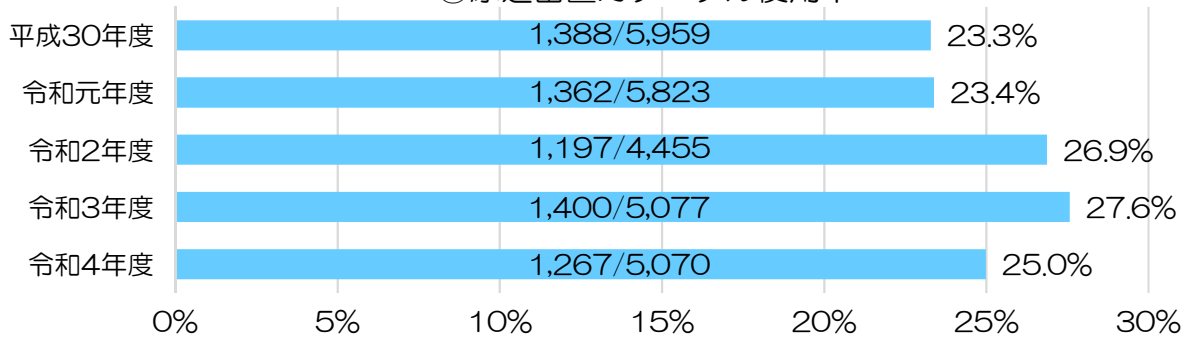 平成30年度 1,388/5,959 23.3%
令和元年度 1,362/5,823 23.4%
令和2年度 1,197/4,455 26.9%
令和3年度 1,400/5,077 27.6%
令和4年度 1,267/5,070 25.0%
0% 5% 10% 15% 20% 25% 30%